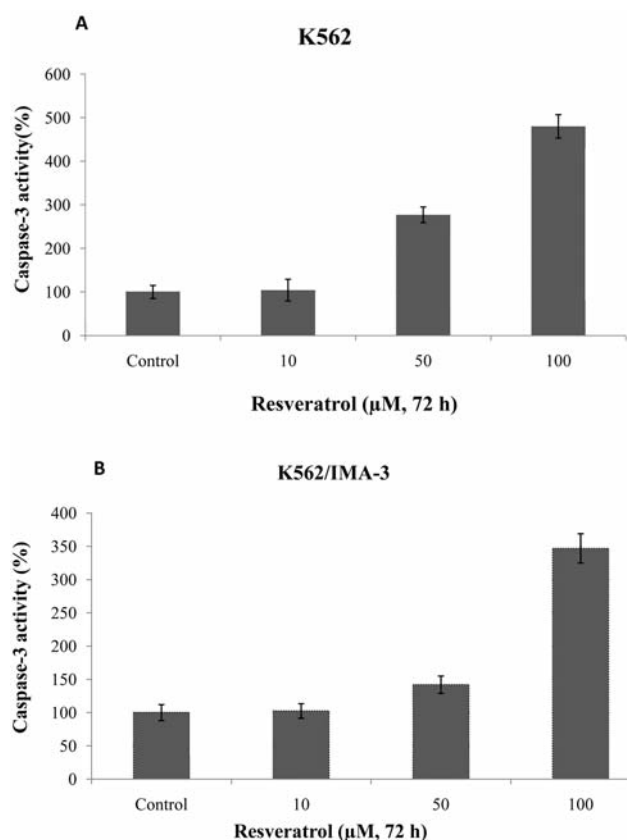 A
K562
Caspase-3 activity(%)
600
500
400
300
200
100
0
Control 10 50 100
Resveratrol (µM, 72 h)
B
K562/IMA-3
Caspase-3 activity (%)
400
350
300
250
200
150
100
50
0
Control 10 50 100
Resveratrol (µM, 72 h)